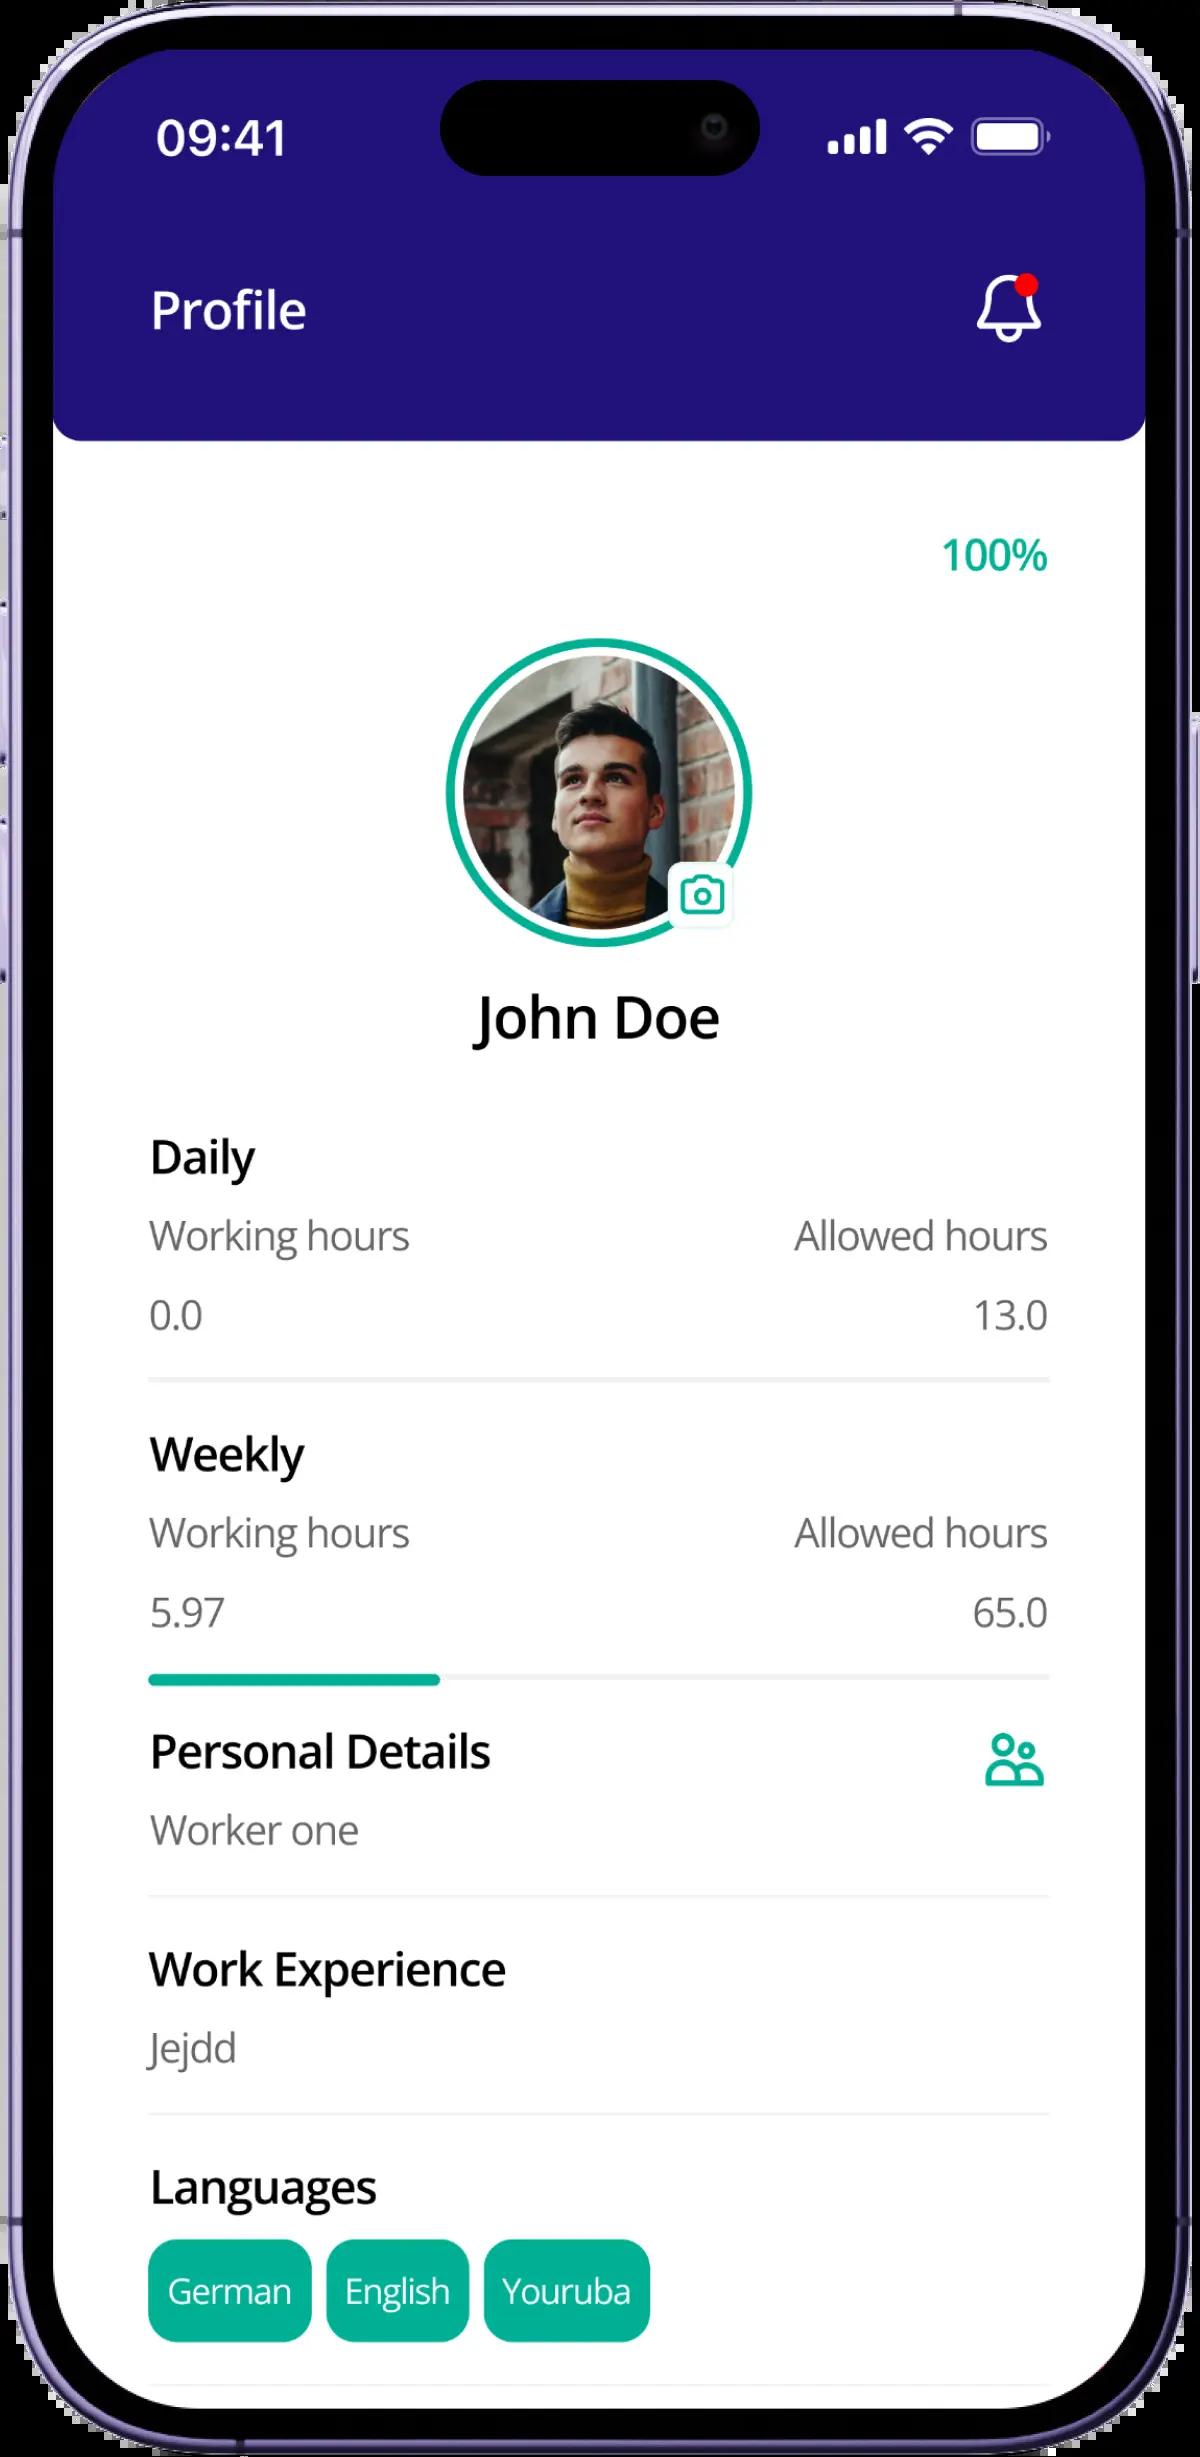 09:41
Profile
100%
John Doe
Daily
Working hours Allowed hours
0.0 13.0
Weekly
Working hours Allowed hours
5.97 65.0
Personal Details
Worker one
Work Experience
Jejdd
Languages
German English Youruba